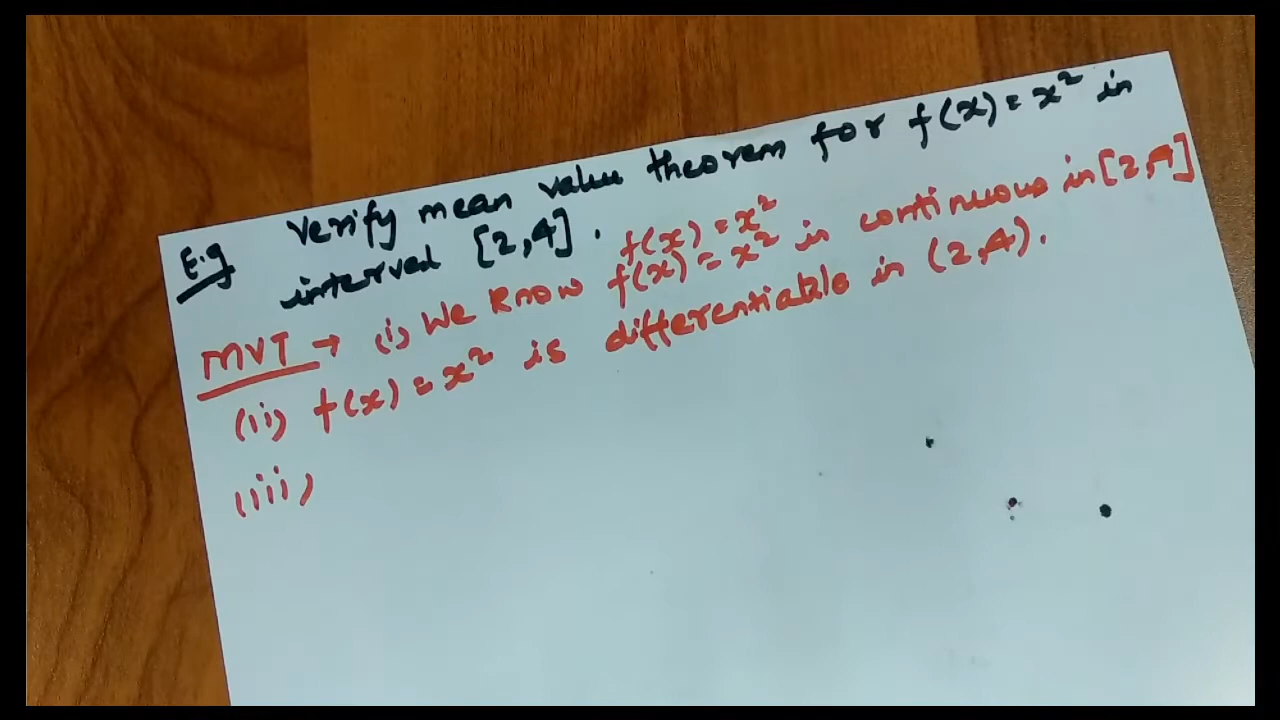 E.g Verify mean value theorem for f(x) = x² in
interval [2,4].
f(x) = x²
MVT → (i) We know f(x) = x² is continuous in [2,4]
(ii) f(x) = x² is differentiable in (2,4).
(iii)